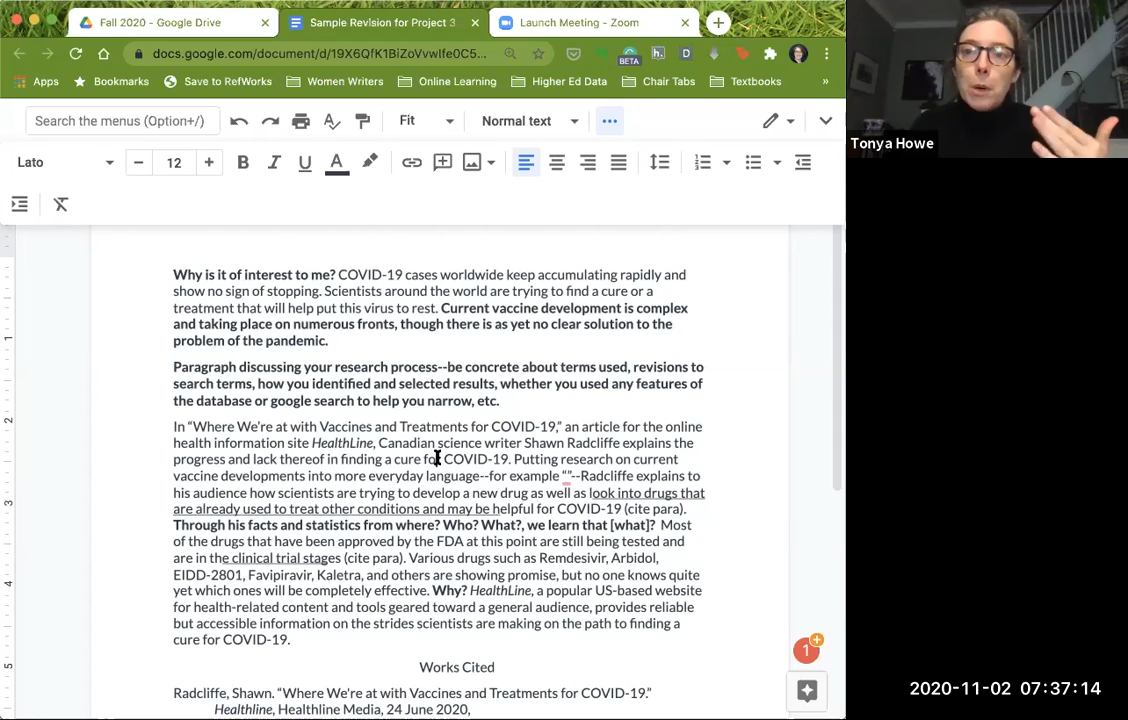 Fall 2020 - Google Drive
Sample Revision for Project 3
Launch Meeting - Zoom
docs.google.com/document/d/19X6QfK1BiZoVvwlfe0C5...
BETA
h.
D
Apps
Bookmarks
Save to RefWorks
Women Writers
Online Learning
Higher Ed Data
Chair Tabs
Textbooks
»
Search the menus (Option+/)
Fit
Normal text
Lato
12
B
I
U
A
Tonya Howe
Why is it of interest to me? COVID-19 cases worldwide keep accumulating rapidly and
show no sign of stopping. Scientists around the world are trying to find a cure or a
treatment that will help put this virus to rest. Current vaccine development is complex
and taking place on numerous fronts, though there is as yet no clear solution to the
problem of the pandemic.
Paragraph discussing your research process--be concrete about terms used, revisions to
search terms, how you identified and selected results, whether you used any features of
the database or google search to help you narrow, etc.
In “Where We're at with Vaccines and Treatments for COVID-19,” an article for the online
health information site HealthLine, Canadian science writer Shawn Radcliffe explains the
progress and lack thereof in finding a cure for COVID-19. Putting research on current
vaccine developments into more everyday language--for example “”--Radcliffe explains to
his audience how scientists are trying to develop a new drug as well as look into drugs that
are already used to treat other conditions and may be helpful for COVID-19 (cite para).
Through his facts and statistics from where? Who? What?, we learn that [what]? Most
of the drugs that have been approved by the FDA at this point are still being tested and
are in the clinical trial stages (cite para). Various drugs such as Remdesivir, Arbidol,
EIDD-2801, Favipiravir, Kaletra, and others are showing promise, but no one knows quite
yet which ones will be completely effective. Why? HealthLine, a popular US-based website
for health-related content and tools geared toward a general audience, provides reliable
but accessible information on the strides scientists are making on the path to finding a
cure for COVID-19.
Works Cited
Radcliffe, Shawn. “Where We're at with Vaccines and Treatments for COVID-19.”
Healthline, Healthline Media, 24 June 2020,
1
2
3
4
5
1
2020-11-02 07:37:14